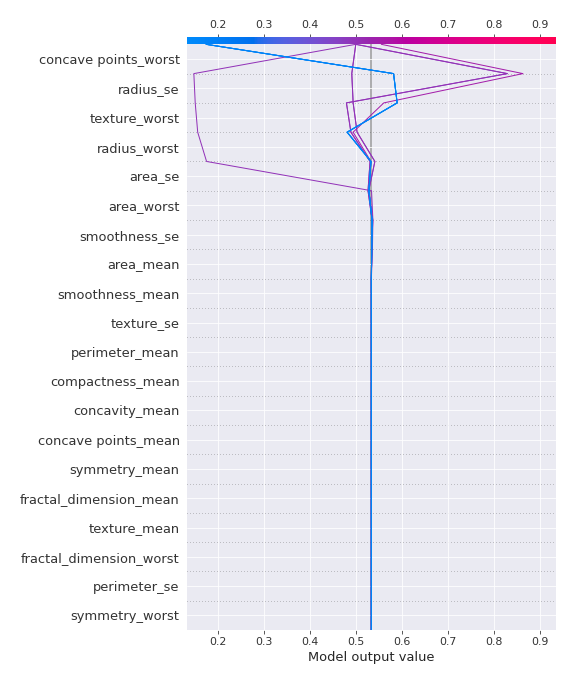 0.2 0.3 0.4 0.5 0.6 0.7 0.8 0.9
concave points_worst
radius_se
texture_worst
radius_worst
area_se
area_worst
smoothness_se
area_mean
smoothness_mean
texture_se
perimeter_mean
compactness_mean
concavity_mean
concave points_mean
symmetry_mean
fractal_dimension_mean
texture_mean
fractal_dimension_worst
perimeter_se
symmetry_worst
0.2 0.3 0.4 0.5 0.6 0.7 0.8 0.9
Model output value